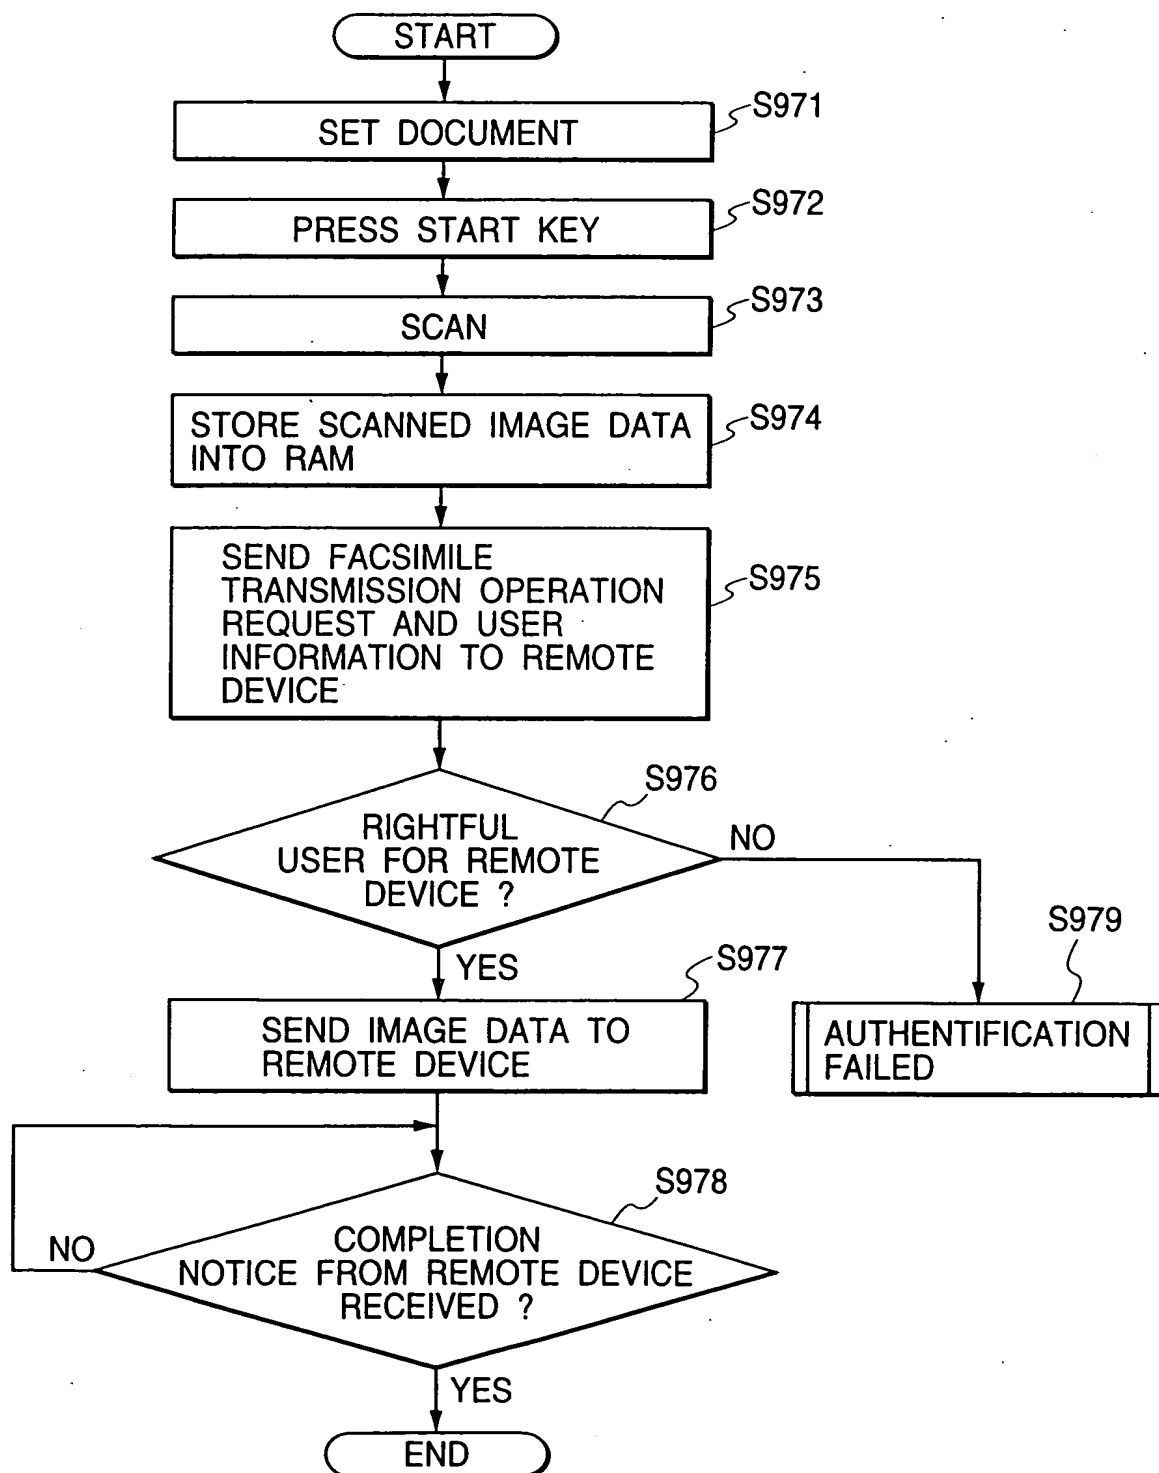 START
S971
SET DOCUMENT
S972
PRESS START KEY
S973
SCAN
S974
STORE SCANNED IMAGE DATA
INTO RAM
S975
SEND FACSIMILE
TRANSMISSION OPERATION
REQUEST AND USER
INFORMATION TO REMOTE
DEVICE
S976
RIGHTFUL
USER FOR REMOTE
DEVICE ?
NO
YES
S977
SEND IMAGE DATA TO
REMOTE DEVICE
S979
AUTHENTIFICATION
FAILED
S978
COMPLETION
NOTICE FROM REMOTE DEVICE
RECEIVED ?
NO
YES
END